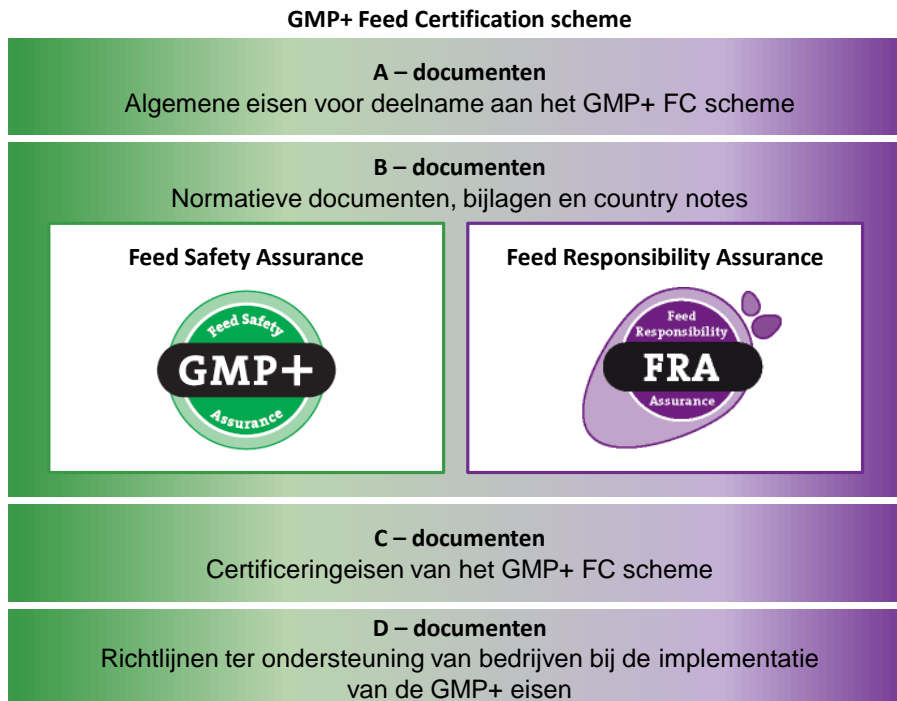 GMP+ Feed Certification scheme
A – documenten
Algemene eisen voor deelname aan het GMP+ FC scheme
B – documenten
Normatieve documenten, bijlagen en country notes
Feed Safety Assurance
Feed Safety
GMP+
Assurance
Feed Responsibility Assurance
Feed
Responsibility
FRA
Assurance
C – documenten
Certificeringeisen van het GMP+ FC scheme
D – documenten
Richtlijnen ter ondersteuning van bedrijven bij de implementatie
van de GMP+ eisen